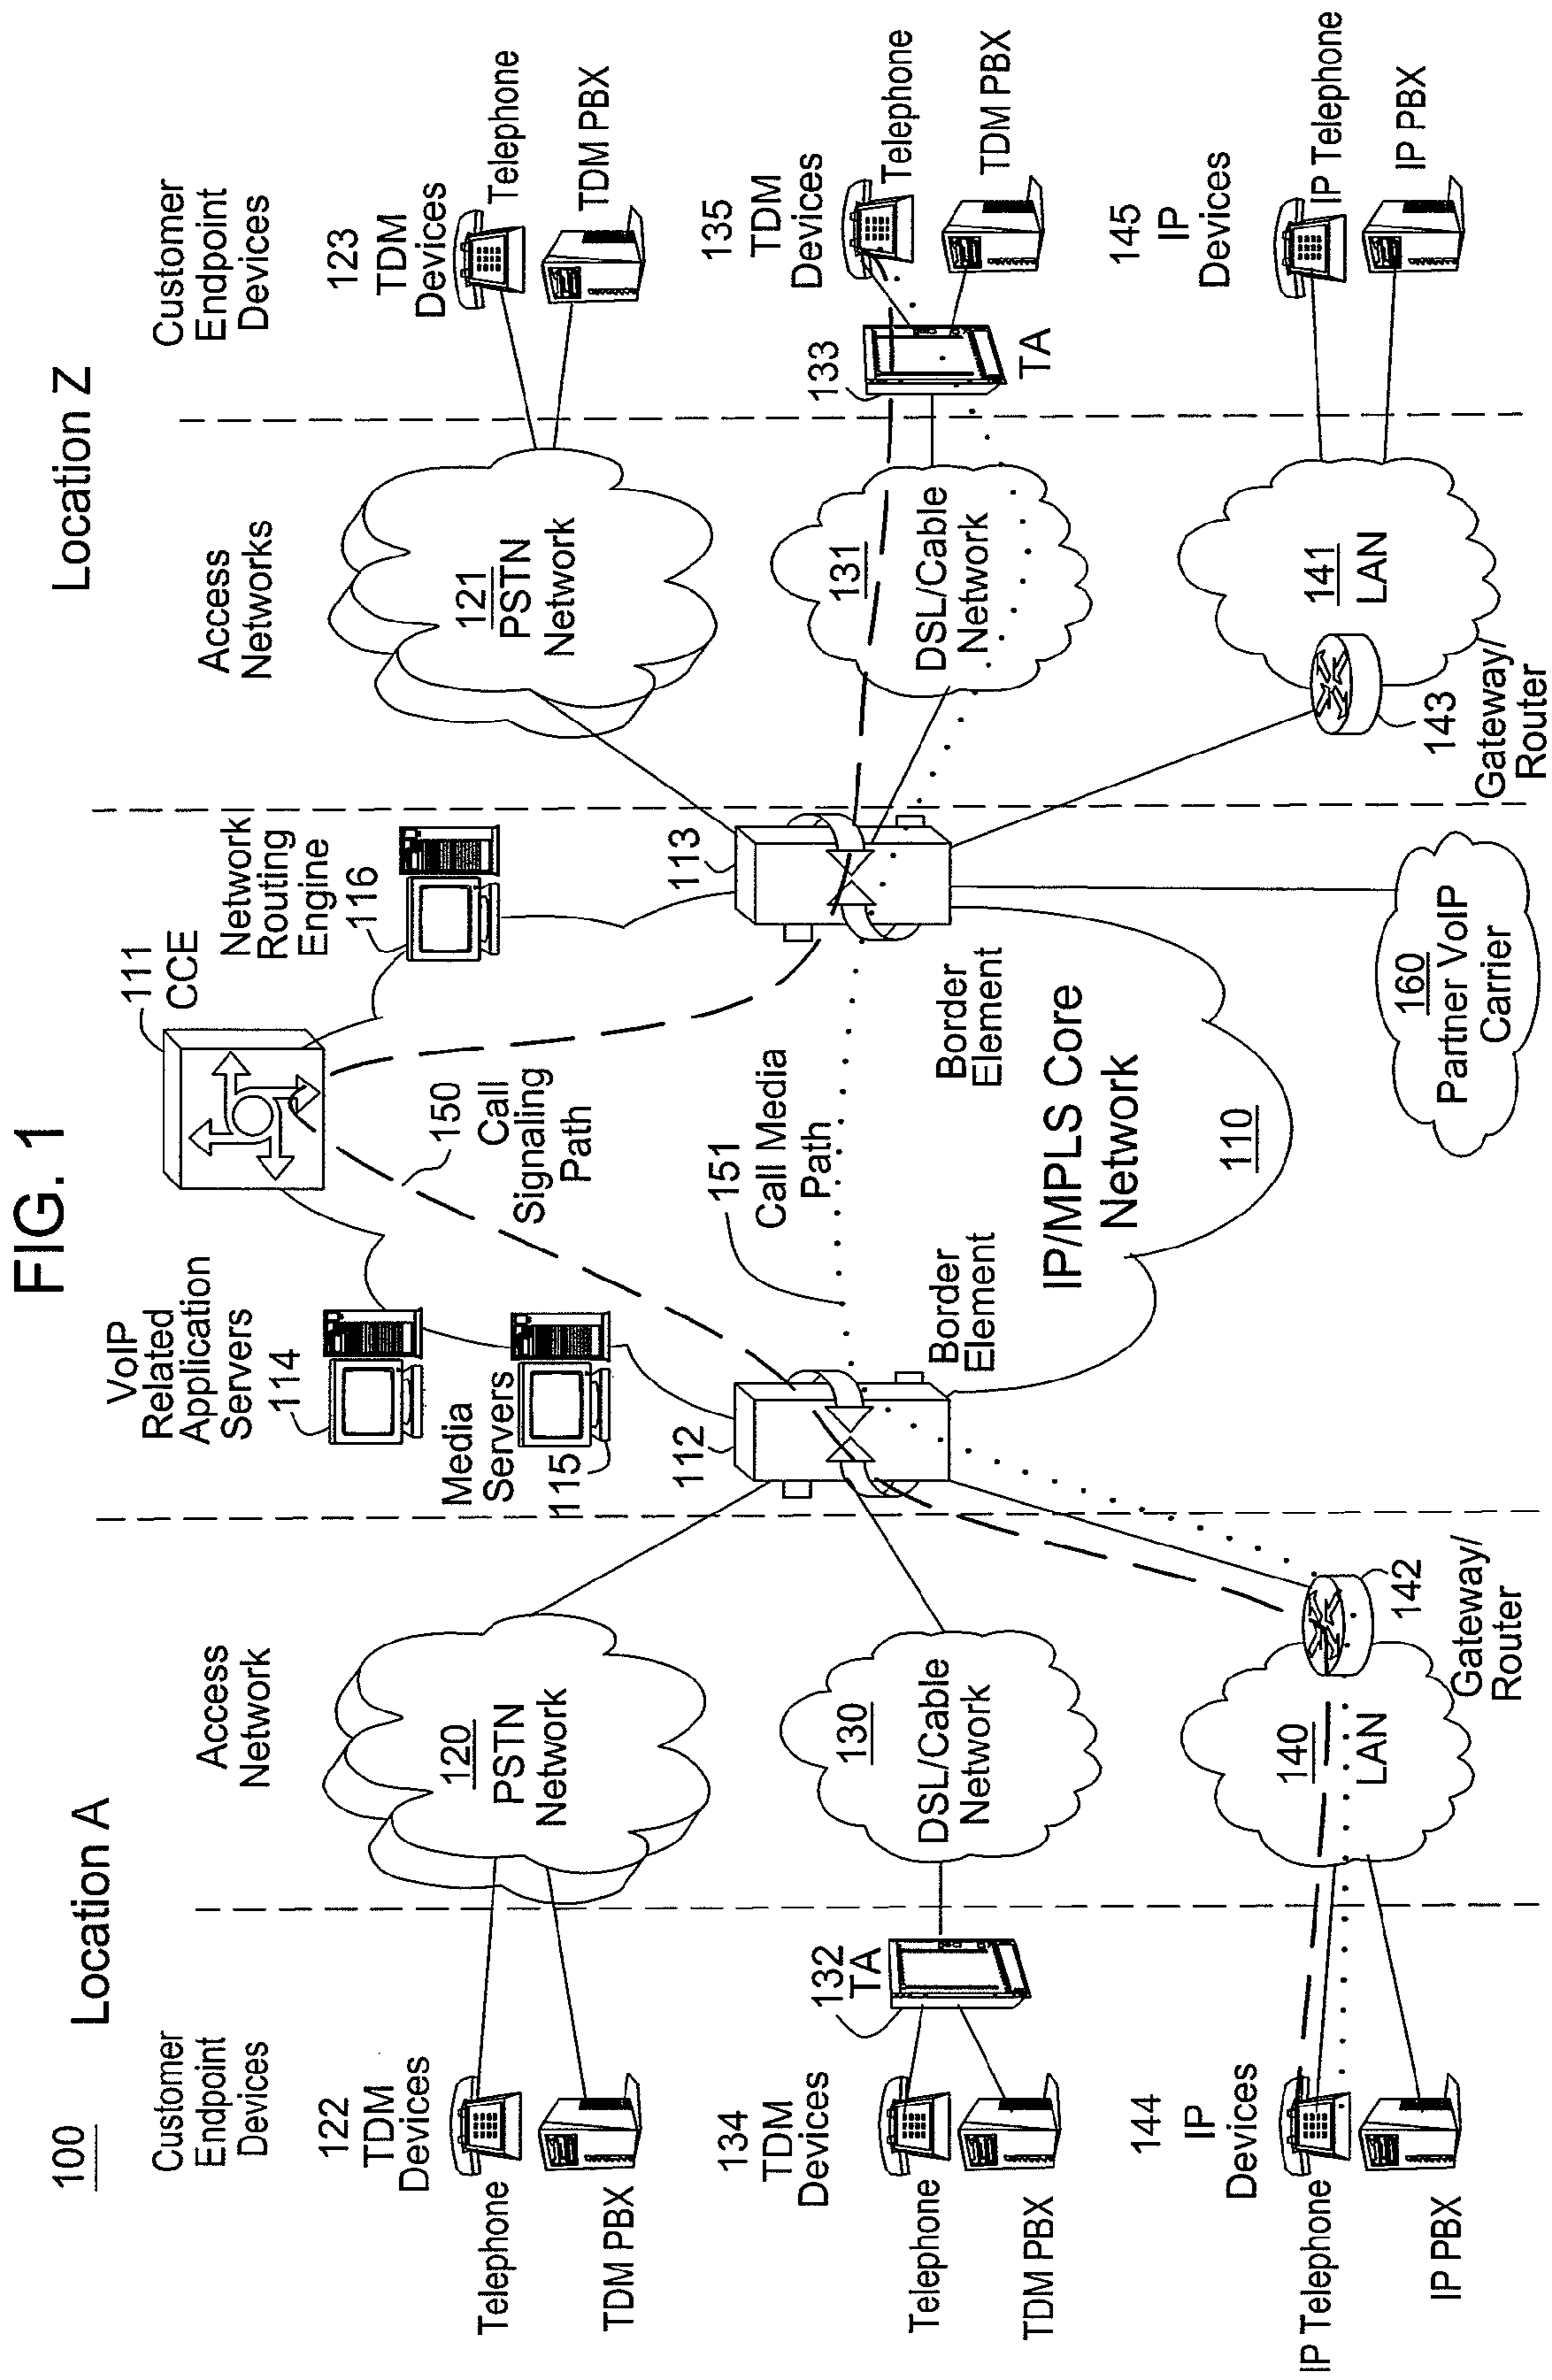 FIG. 1
100
Location A
Location Z
Customer
Endpoint
Devices
Access
Network
VoIP
Related
Application
Servers
114
111
CCE
Network
Routing
Engine
116
Access
Networks
Customer
Endpoint
Devices
122
TDM
Devices
Telephone
TDM PBX
120
PSTN
Network
Media
Servers
115
150
Call
Signaling
Path
121
PSTN
Network
123
TDM
Devices
Telephone
TDM PBX
134
TDM
Devices
Telephone
TDM PBX
132
TA
130
DSL/Cable
Network
112
Border
Element
151
Call Media
Path
113
Border
Element
131
DSL/Cable
Network
133
TA
135
TDM
Devices
Telephone
TDM PBX
IP/MPLS Core
Network
110
144
IP
Devices
IP Telephone
IP PBX
140
LAN
142
Gateway/
Router
160
Partner VoIP
Carrier
141
LAN
143
Gateway/
Router
145
IP
Devices
IP Telephone
IP PBX